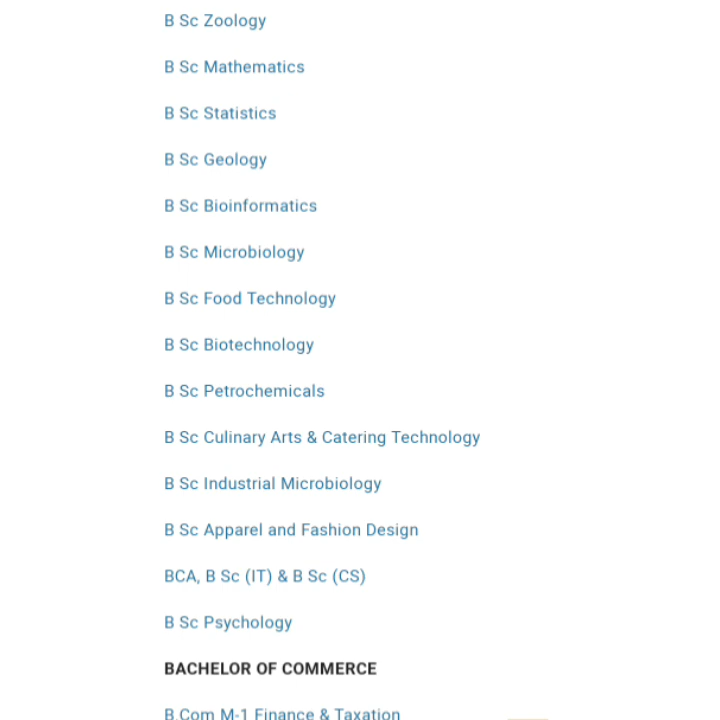 B Sc Zoology
B Sc Mathematics
B Sc Statistics
B Sc Geology
B Sc Bioinformatics
B Sc Microbiology
B Sc Food Technology
B Sc Biotechnology
B Sc Petrochemicals
B Sc Culinary Arts & Catering Technology
B Sc Industrial Microbiology
B Sc Apparel and Fashion Design
BCA, B Sc (IT) & B Sc (CS)
B Sc Psychology
BACHELOR OF COMMERCE
B.Com M-1 Finance & Taxation